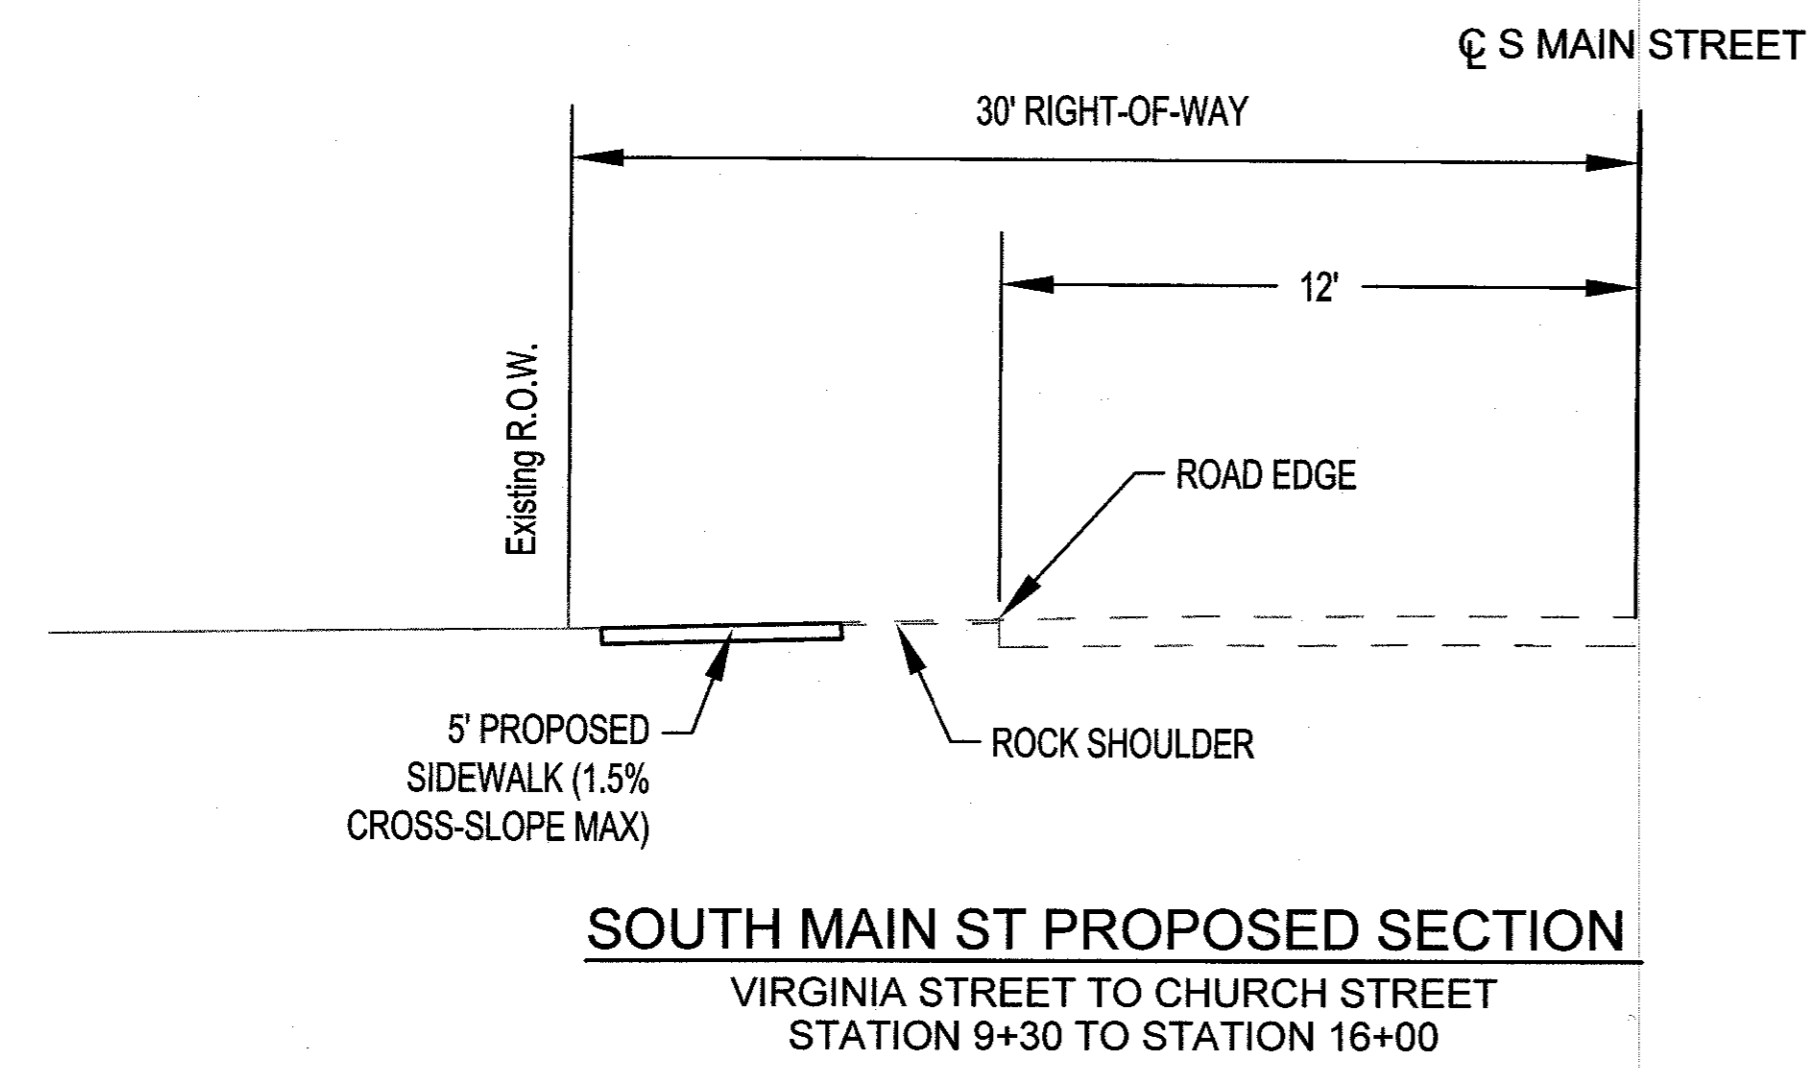 ℄ S MAIN STREET
30' RIGHT-OF-WAY
12'
Existing R.O.W.
ROAD EDGE
5' PROPOSED
SIDEWALK (1.5%
CROSS-SLOPE MAX)
ROCK SHOULDER
SOUTH MAIN ST PROPOSED SECTION
VIRGINIA STREET TO CHURCH STREET
STATION 9+30 TO STATION 16+00